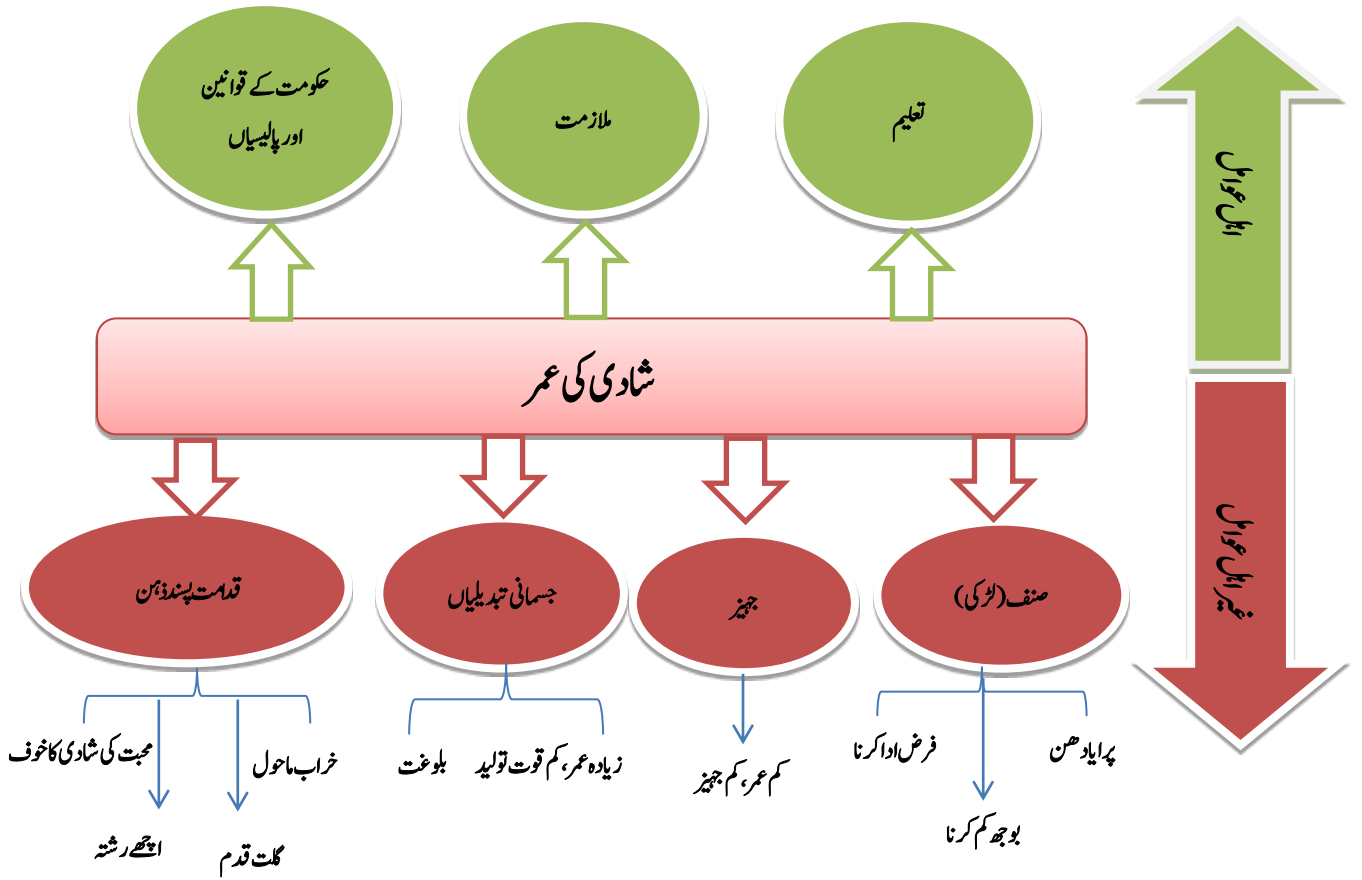 تعلیم
ملازمت
حکومت کے قوانین
اور پالیسیاں
اہل عوامل
شادی کی عمر
غیر اہل عوامل
صنف (لڑکی)
جہیز
جسمانی تبدیلیاں
قدامت پسند ذہن
پرایا دھن
فرض ادا کرنا
بوجھ کم کرنا
کم عمر، کم جہیز
زیادہ عمر، کم قوت تولید
بلوغت
خراب ماحول
محبت کی شادی کا خوف
گلت قدم
اچھے رشتہ